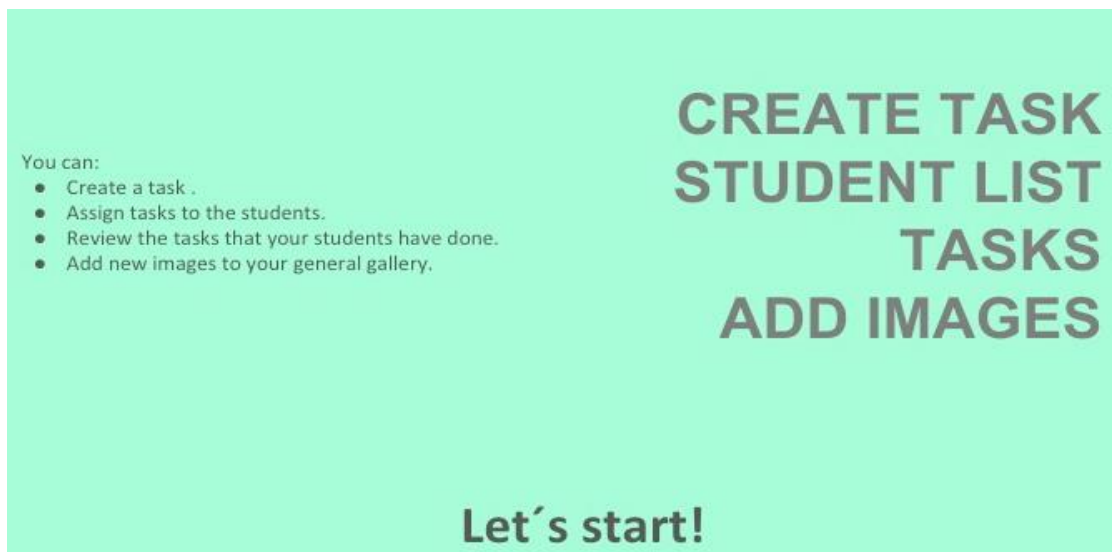 You can:
● Create a task .
● Assign tasks to the students.
● Review the tasks that your students have done.
● Add new images to your general gallery.
CREATE TASK
STUDENT LIST
TASKS
ADD IMAGES
Let´s start!